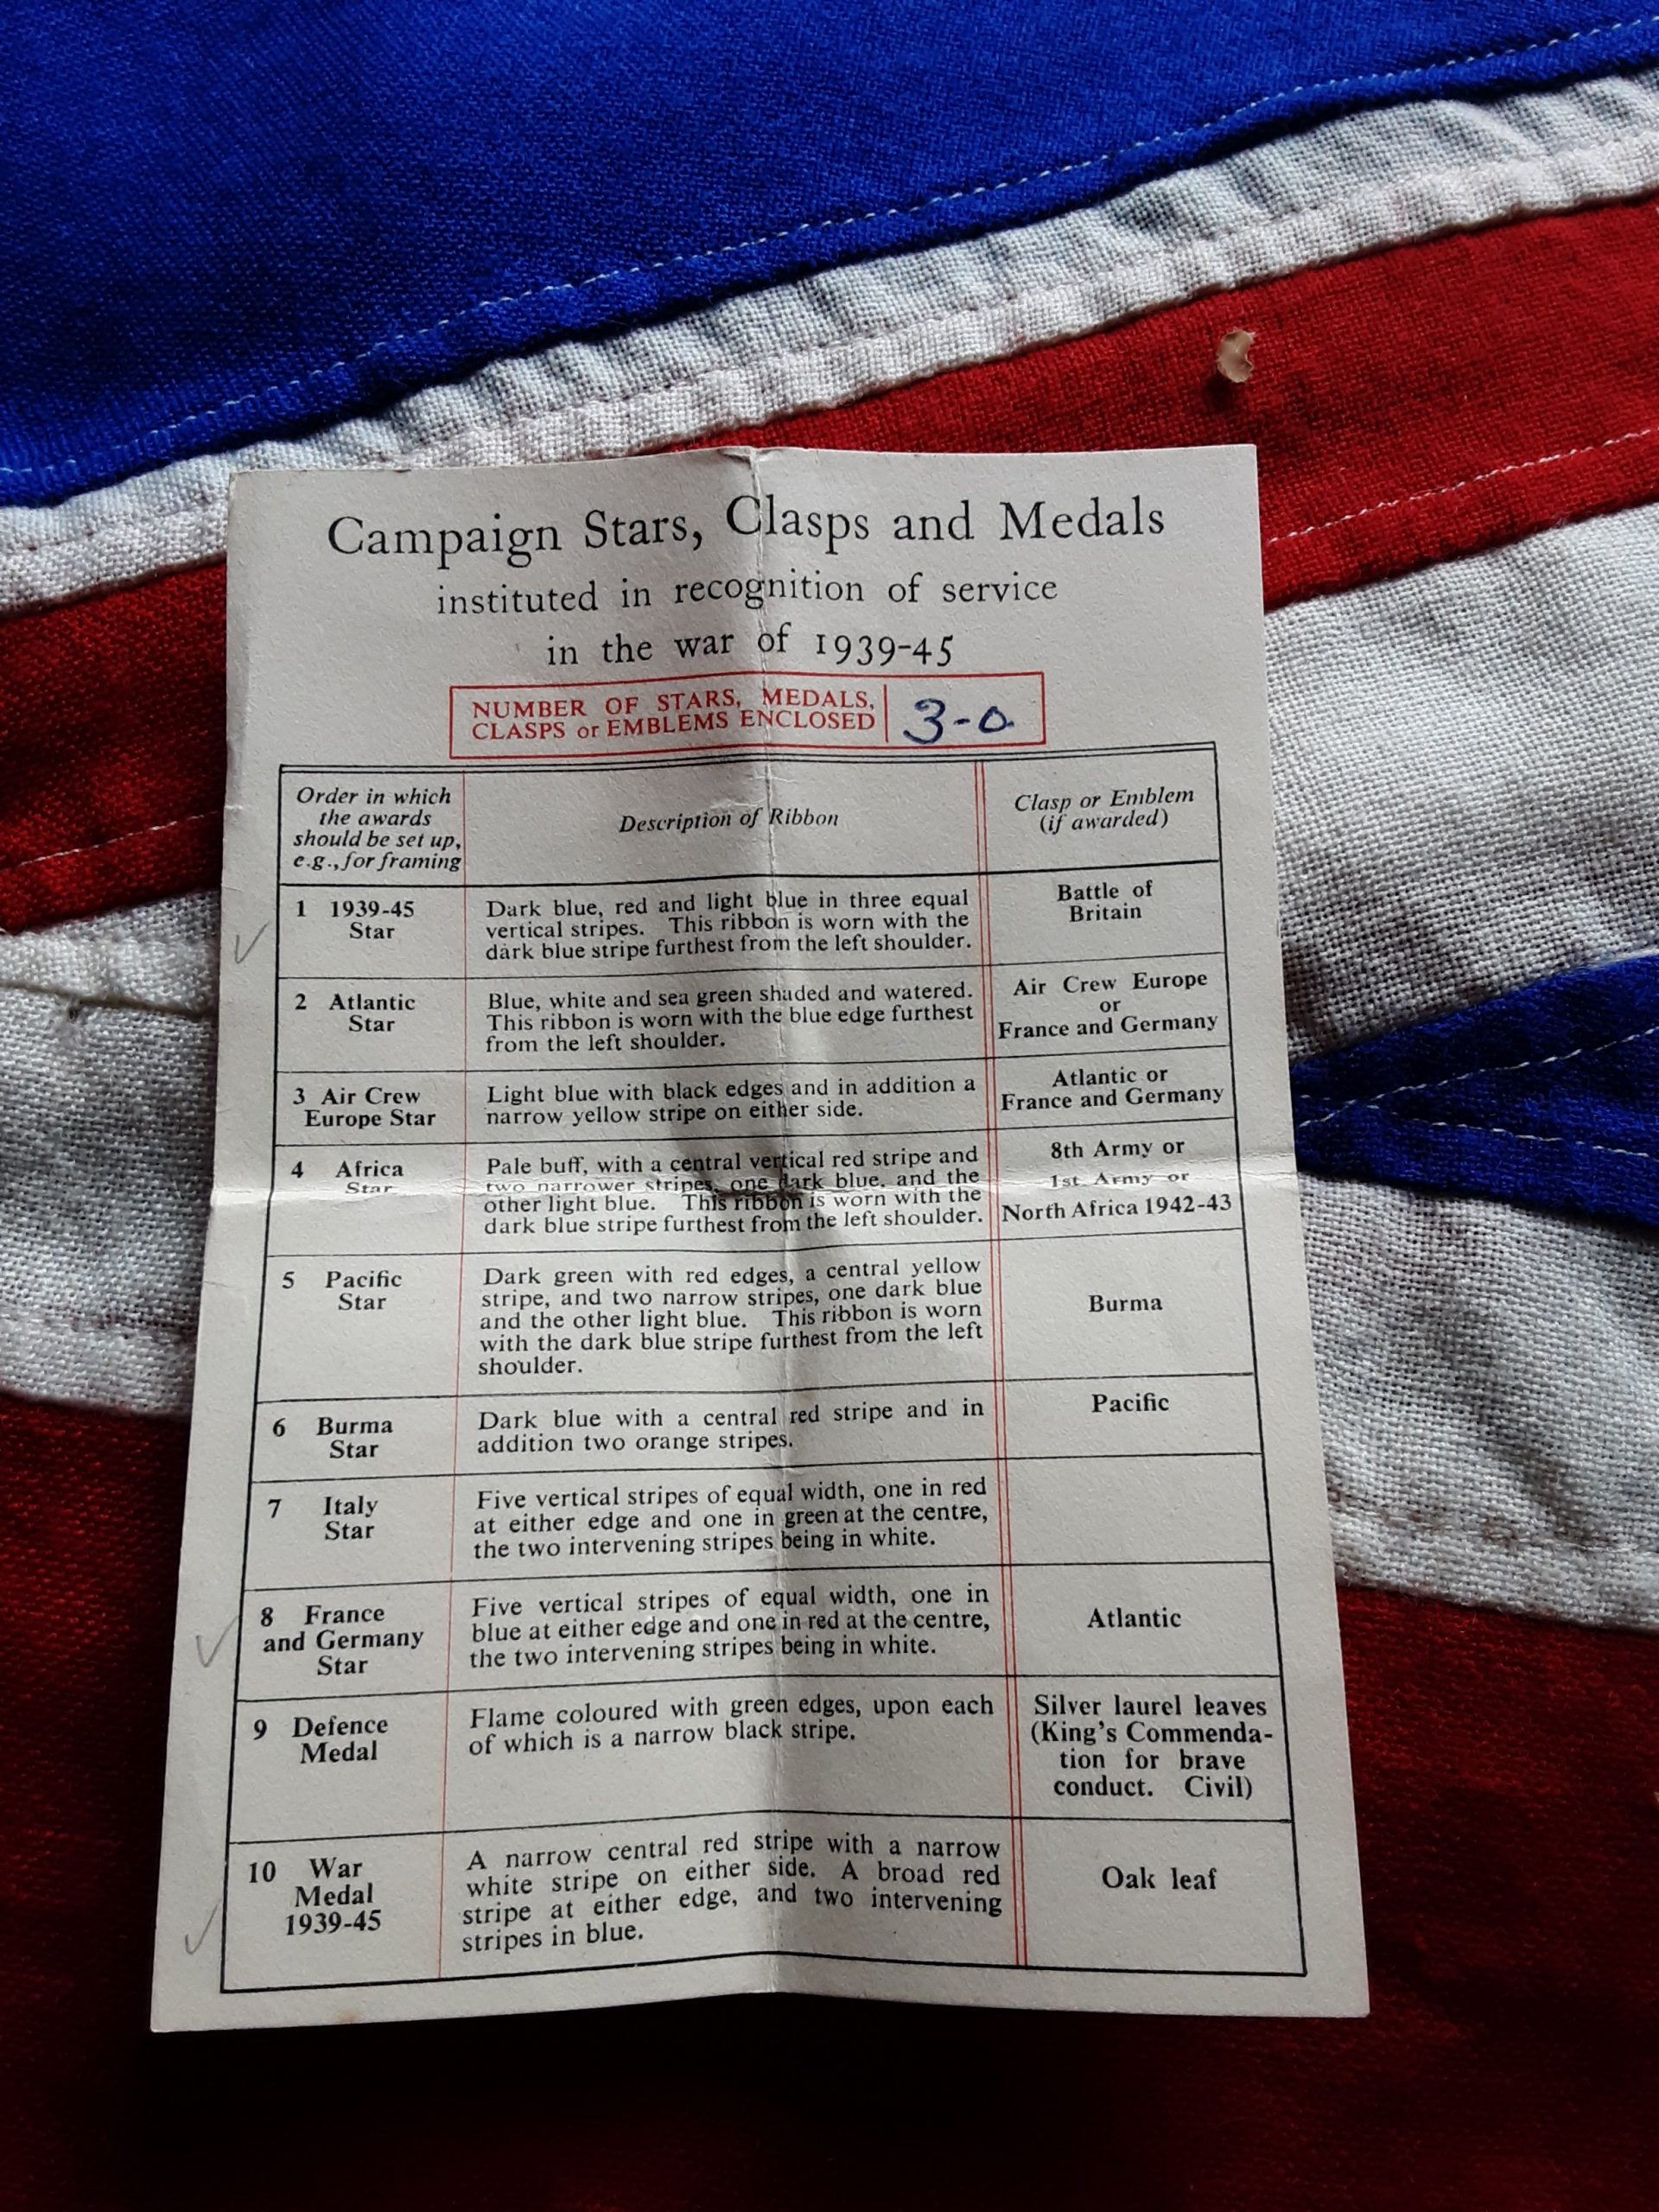 Campaign Stars, Clasps and Medals
instituted in recognition of service
in the war of 1939-45
NUMBER OF STARS, MEDALS,
CLASPS or EMBLEMS ENCLOSED
3-0
Order in which
the awards
should be set up,
e.g., for framing
Description of Ribbon
Clasp or Emblem
(if awarded)
1 1939-45
Star
Dark blue, red and light blue in three equal
vertical stripes. This ribbon is worn with the
dark blue stripe furthest from the left shoulder.
Battle of
Britain
2 Atlantic
Star
Blue, white and sea green shaded and watered.
This ribbon is worn with the blue edge furthest
from the left shoulder.
Air Crew Europe
or
France and Germany
3 Air Crew
Europe Star
Light blue with black edges and in addition a
narrow yellow stripe on either side.
Atlantic or
France and Germany
4 Africa
Star
Pale buff, with a central vertical red stripe and
two narrower stripes, one dark blue, and the
other light blue. This ribbon is worn with the
dark blue stripe furthest from the left shoulder.
8th Army or
1st Army or
North Africa 1942-43
5 Pacific
Star
Dark green with red edges, a central yellow
stripe, and two narrow stripes, one dark blue
and the other light blue. This ribbon is worn
with the dark blue stripe furthest from the left
shoulder.
Burma
6 Burma
Star
Dark blue with a central red stripe and in
addition two orange stripes.
Pacific
7 Italy
Star
Five vertical stripes of equal width, one in red
at either edge and one in green at the centre,
the two intervening stripes being in white.
8 France
and Germany
Star
Five vertical stripes of equal width, one in
blue at either edge and one in red at the centre,
the two intervening stripes being in white.
Atlantic
9 Defence
Medal
Flame coloured with green edges, upon each
of which is a narrow black stripe.
Silver laurel leaves
(King's Commenda-
tion for brave
conduct. Civil)
10 War
Medal
1939-45
A narrow central red stripe with a narrow
white stripe on either side. A broad red
stripe at either edge, and two intervening
stripes in blue.
Oak leaf